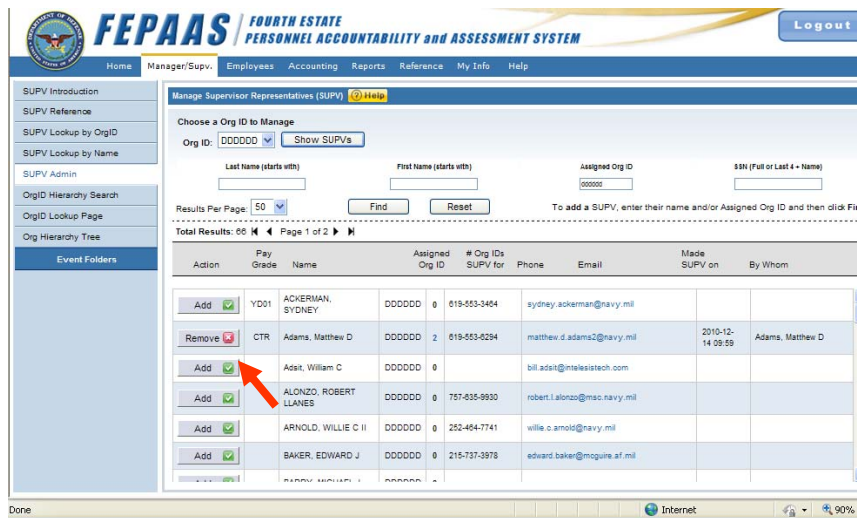 FEPAAS FOURTH ESTATE
PERSONNEL ACCOUNTABILITY and ASSESSMENT SYSTEM
Logout
Home Manager/Supv. Employees Accounting Reports Reference My Info Help
SUPV Introduction
SUPV Reference
SUPV Lookup by OrgID
SUPV Lookup by Name
SUPV Admin
OrgID Hierarchy Search
OrgID Lookup Page
Org Hierarchy Tree
Event Folders
Manage Supervisor Representatives (SUPV) ? Help
Choose a Org ID to Manage
Org ID: DDDDDD Show SUPVs
Last Name (starts with) First Name (starts with) Assigned Org ID SSN (Full or Last 4 + Name)
000000
Results Per Page: 50 Find Reset To add a SUPV, enter their name and/or Assigned Org ID and then click Fi
Total Results: 66 Page 1 of 2
Action Pay Grade Name Assigned Org ID # Org IDs SUPV for Phone Email Made SUPV on By Whom
Add YD01 ACKERMAN, SYDNEY DDDDDD 0 619-553-3464 sydney.ackerman@navy.mil
Remove CTR Adams, Matthew D DDDDDD 2 619-553-6294 matthew.d.adams2@navy.mil 2010-12-14 09:59 Adams, Matthew D
Add Adsit, William C DDDDDD 0 bill.adsit@intelesistech.com
Add ALONZO, ROBERT LLANES DDDDDD 0 757-635-9930 robert.l.alonzo@msc.navy.mil
Add ARNOLD, WILLIE C II DDDDDD 0 252-464-7741 willie.c.arnold@navy.mil
Add BAKER, EDWARD J DDDDDD 0 215-737-3978 edward.baker@mcguire.af.mil
Done Internet 90%